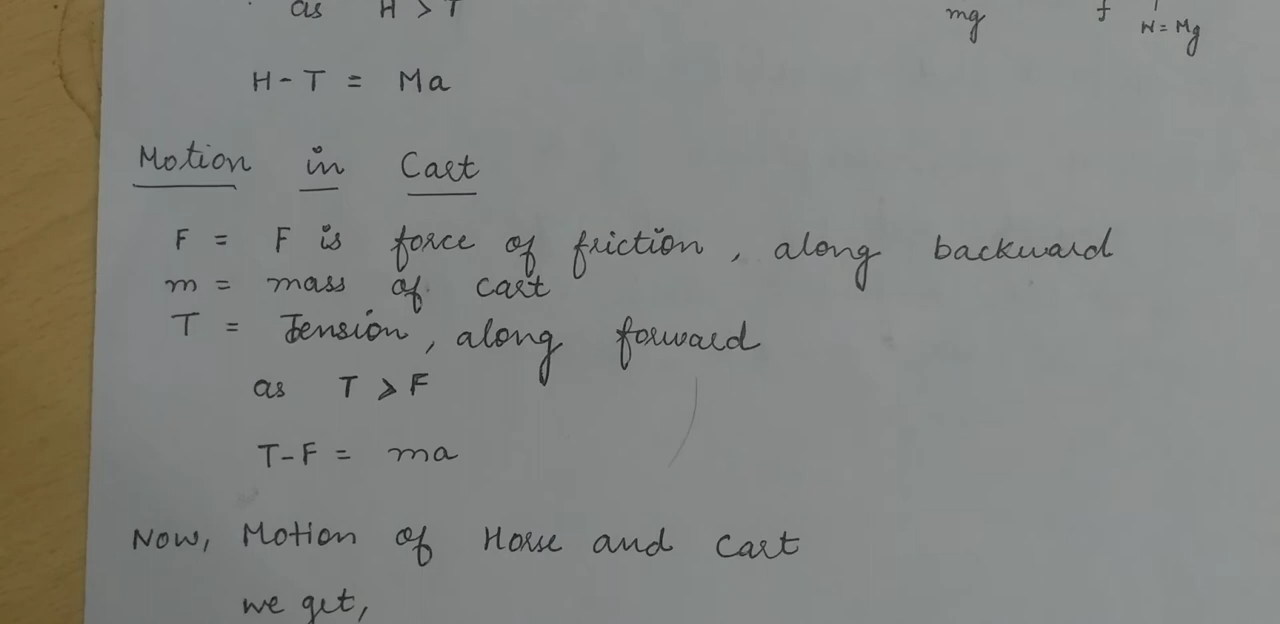 as H > T
mg
f
N = Mg
H - T = Ma
Motion in Cart
F = F is force of friction, along backward
m = mass of cart
T = Tension, along forward
as T > F
T-F = ma
Now, Motion of Horse and Cart
we get,